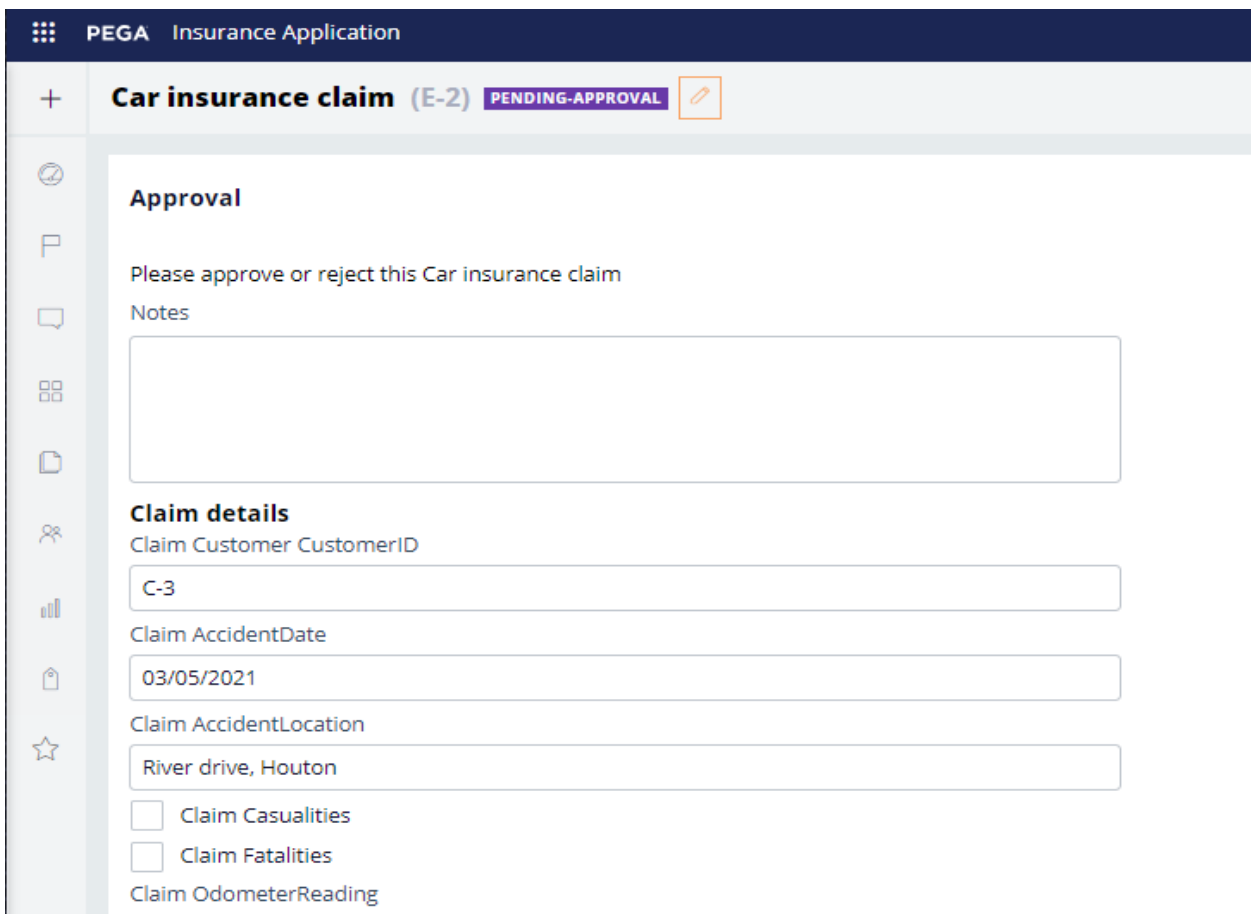 PEGA Insurance Application
Car insurance claim (E-2) PENDING-APPROVAL
Approval
Please approve or reject this Car insurance claim
Notes
Claim details
Claim Customer CustomerID
C-3
Claim AccidentDate
03/05/2021
Claim AccidentLocation
River drive, Houton
Claim Casualities
Claim Fatalities
Claim OdometerReading